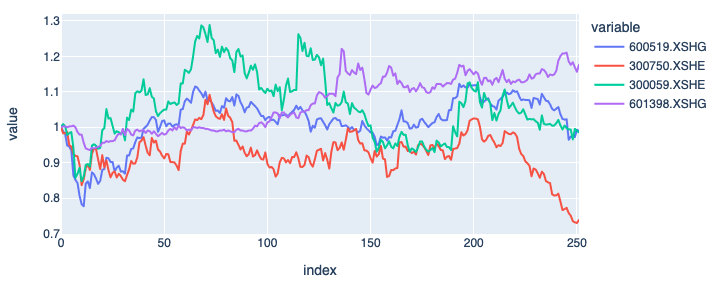 variable
600519.XSHG
300750.XSHE
300059.XSHE
601398.XSHG
value
1.3
1.2
1.1
1
0.9
0.8
0.7
0 50 100 150 200 250
index